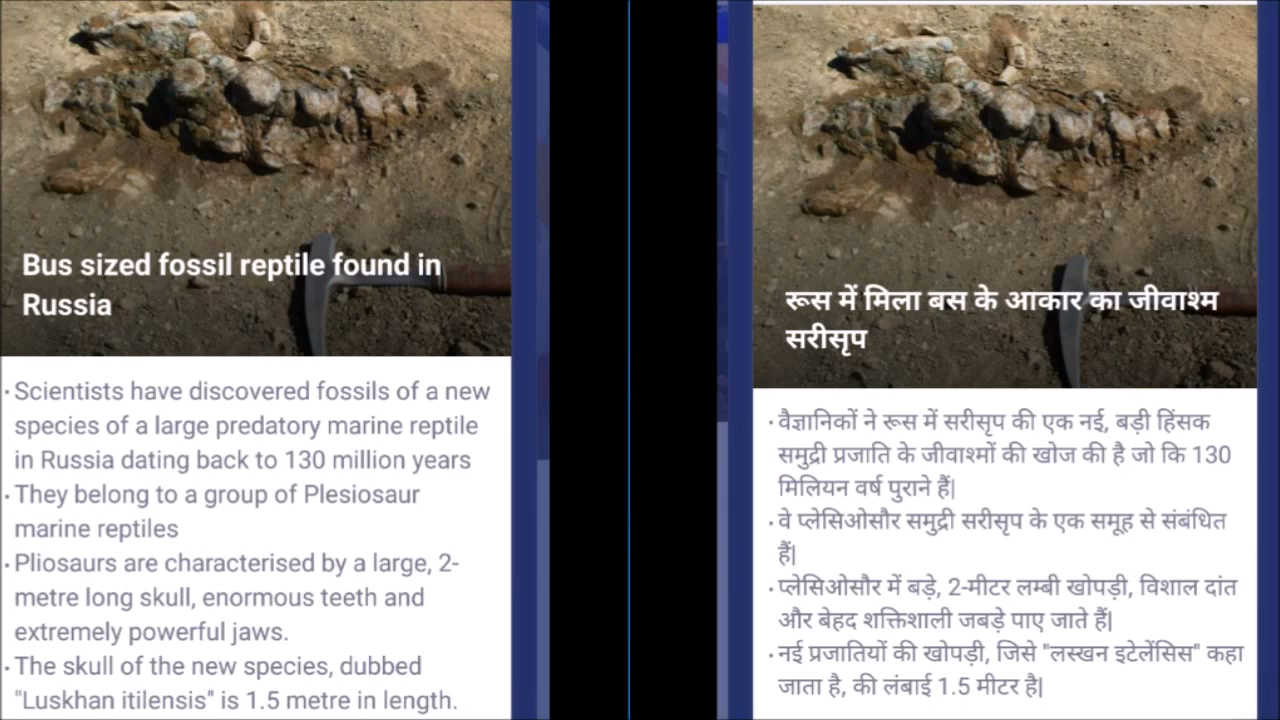 Bus sized fossil reptile found in
Russia
· Scientists have discovered fossils of a new
species of a large predatory marine reptile
in Russia dating back to 130 million years
· They belong to a group of Plesiosaur
marine reptiles
· Pliosaurs are characterised by a large, 2-
metre long skull, enormous teeth and
extremely powerful jaws.
· The skull of the new species, dubbed
"Luskhan itilensis" is 1.5 metre in length.
रूस में मिला बस के आकार का जीवाश्म
सरीसृप
· वैज्ञानिकों ने रूस में सरीसृप की एक नई, बड़ी हिंसक
समुद्री प्रजाति के जीवाश्मों की खोज की है जो कि 130
मिलियन वर्ष पुराने हैं|
· वे प्लेसिओसौर समुद्री सरीसृप के एक समूह से संबंधित
हैं|
· प्लेसिओसौर में बड़े, 2-मीटर लम्बी खोपड़ी, विशाल दांत
और बेहद शक्तिशाली जबड़े पाए जाते हैं|
· नई प्रजातियों की खोपड़ी, जिसे "लस्खन इटेलेंसिस" कहा
जाता है, की लंबाई 1.5 मीटर है|